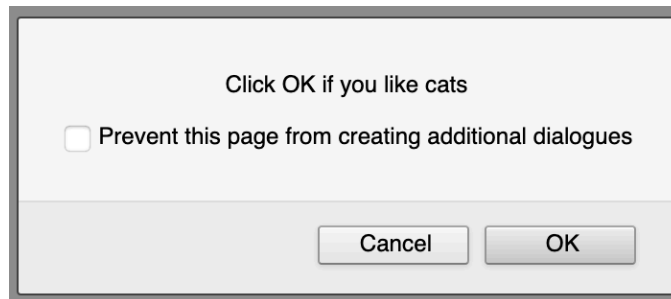 Click OK if you like cats
Prevent this page from creating additional dialogues
Cancel OK